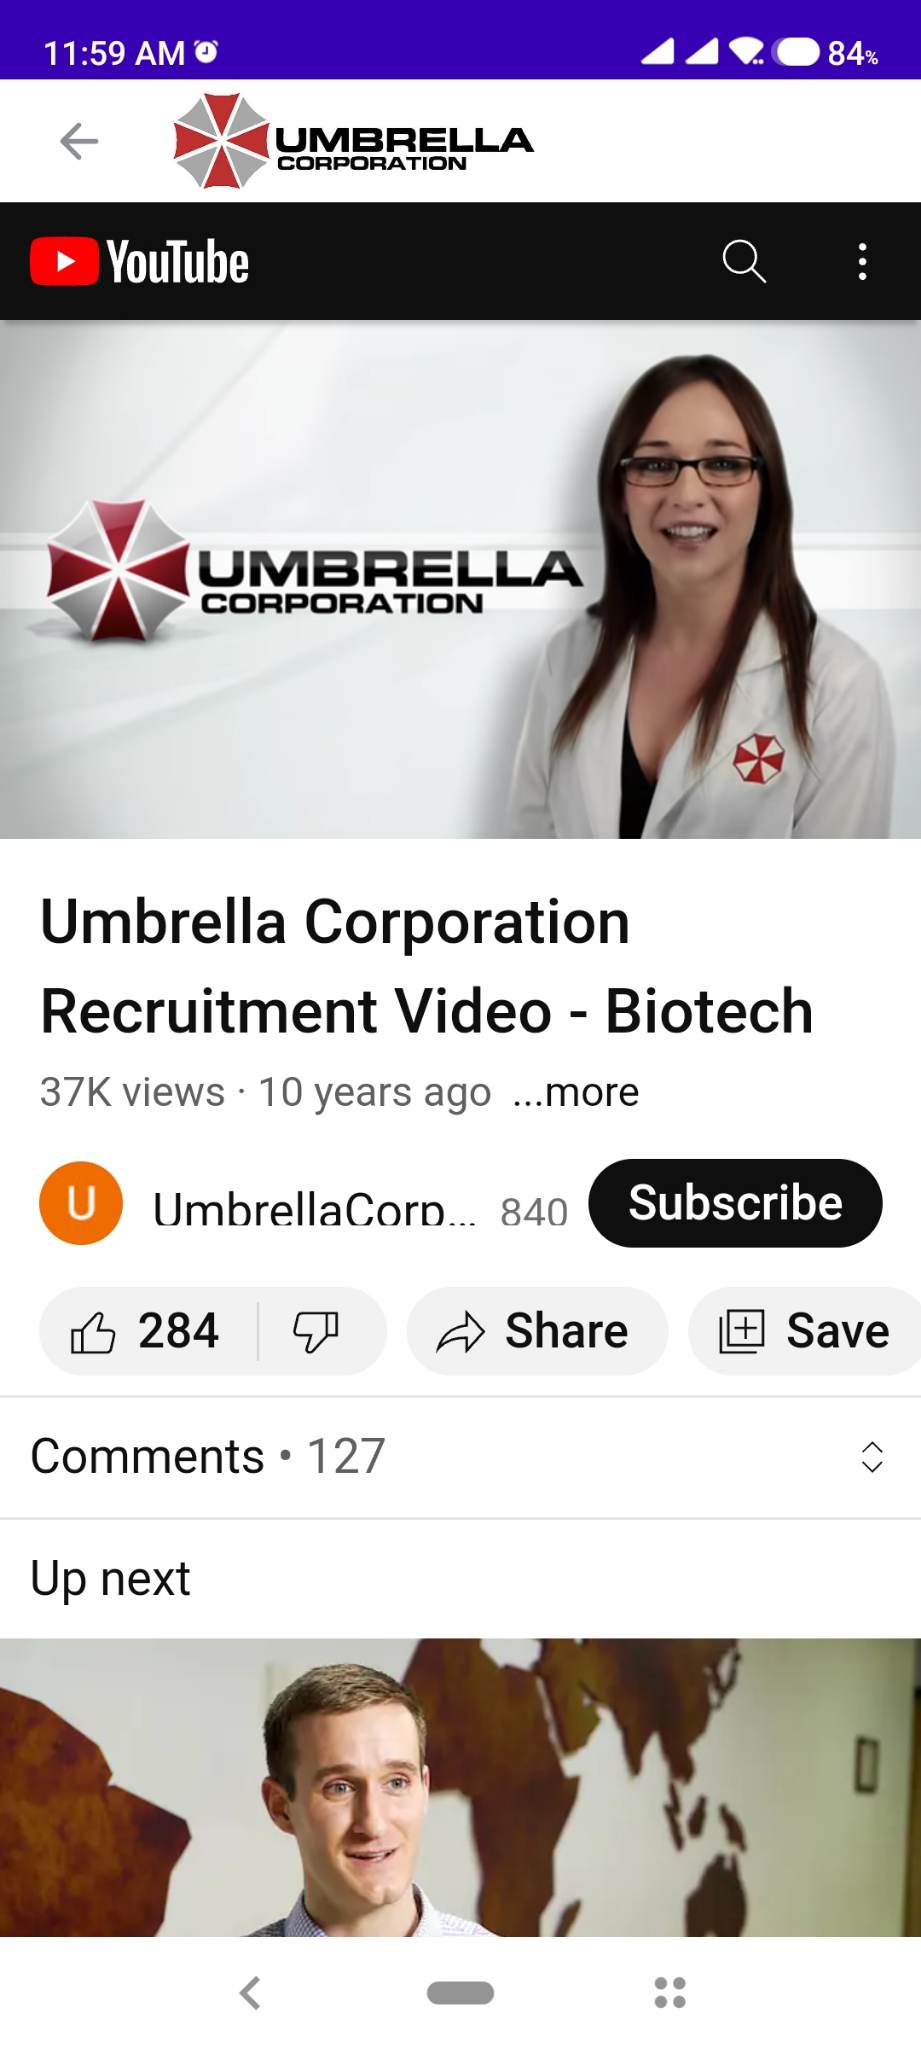 11:59 AM
84%
UMBRELLA
CORPORATION
YouTube
UMBRELLA
CORPORATION
Umbrella Corporation
Recruitment Video - Biotech
37K views · 10 years ago ...more
U
UmbrellaCorp... 840
Subscribe
284
Share
Save
Comments • 127
Up next